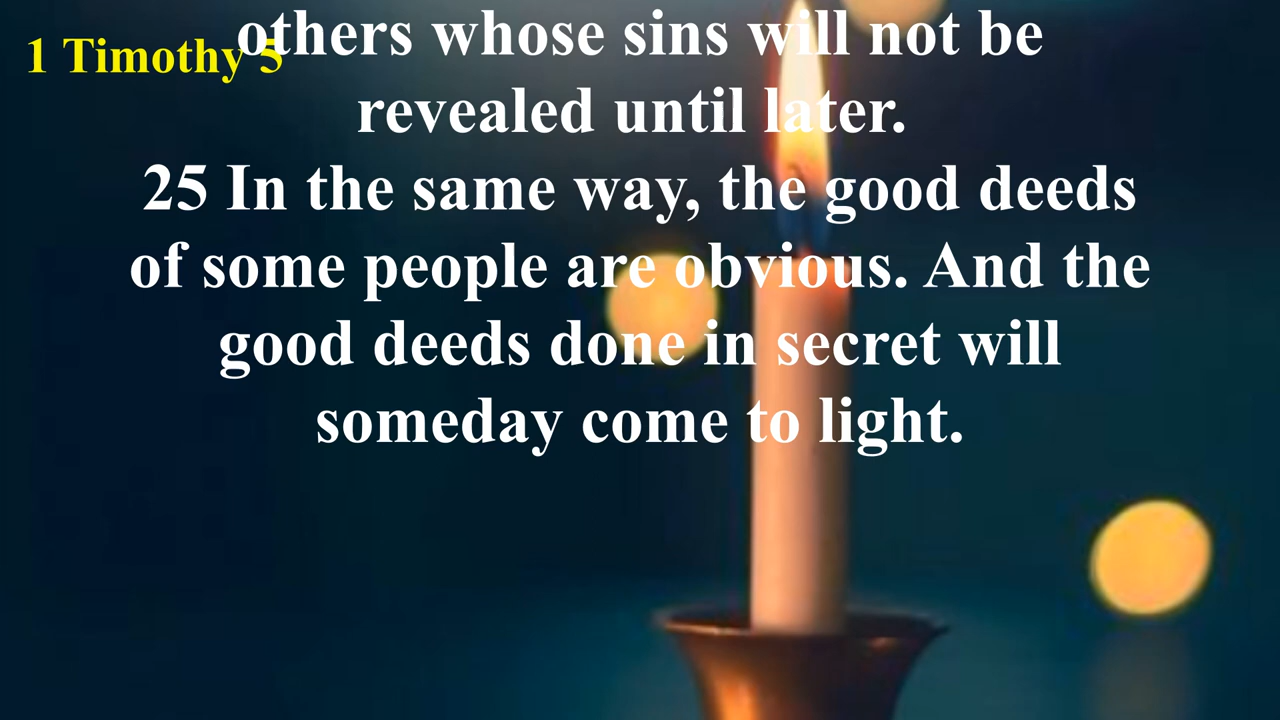 1 Timothy 5
others whose sins will not be
revealed until later.
25 In the same way, the good deeds
of some people are obvious. And the
good deeds done in secret will
someday come to light.